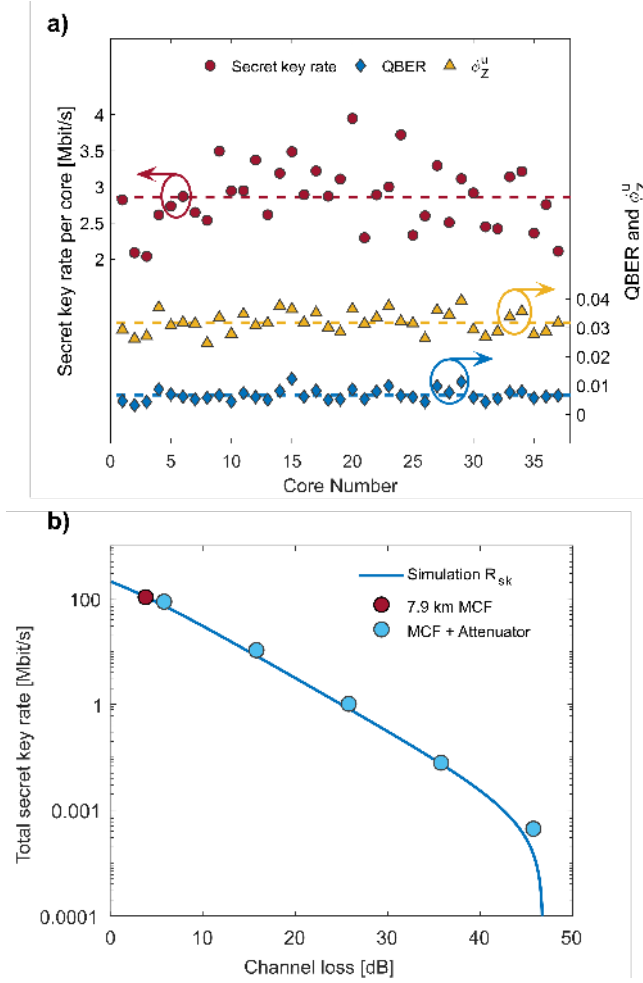 a)
Secret key rate QBER ϕ_Z^u
Secret key rate per core [Mbit/s]
4
3.5
3
2.5
2
QBER and ϕ_Z^u
0.04
0.03
0.02
0.01
0
0 5 10 15 20 25 30 35
Core Number
b)
Total secret key rate [Mbit/s]
100
1
0.001
0.0001
Simulation R_sk
7.9 km MCF
MCF + Attenuator
0 10 20 30 40 50
Channel loss [dB]